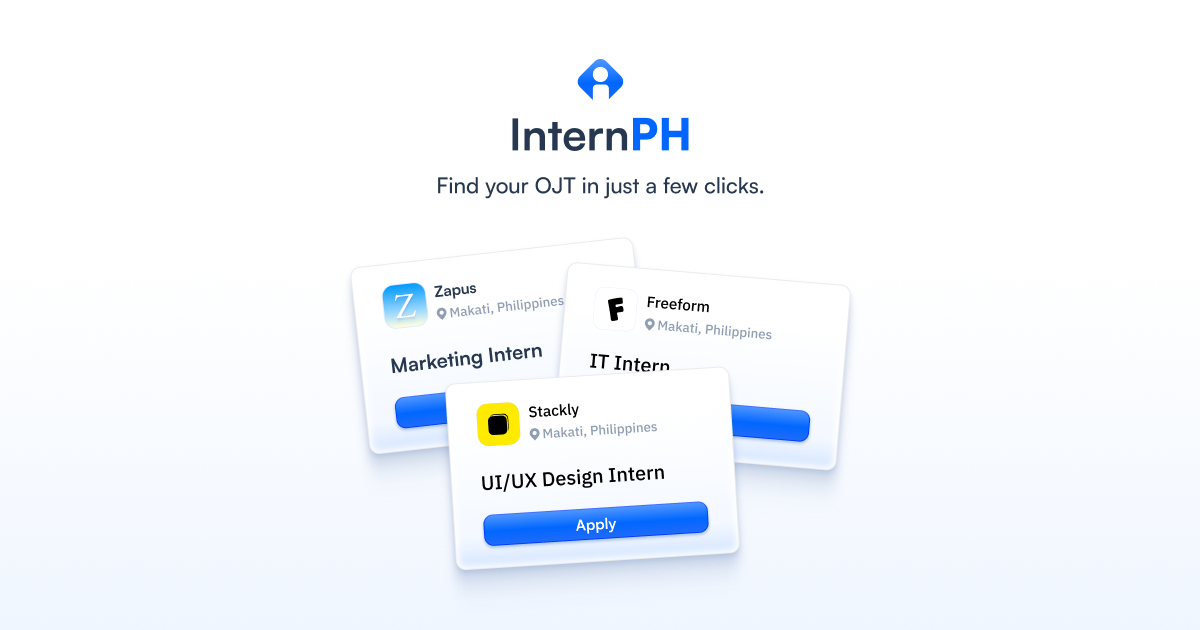 InternPH
Find your OJT in just a few clicks.
Z
Zapus
Makati, Philippines
Marketing Intern
F
Freeform
Makati, Philippines
IT Intern
Stackly
Makati, Philippines
UI/UX Design Intern
Apply